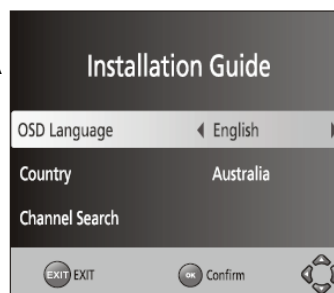 Installation Guide
OSD Language English
Country Australia
Channel Search
EXIT EXIT OK Confirm